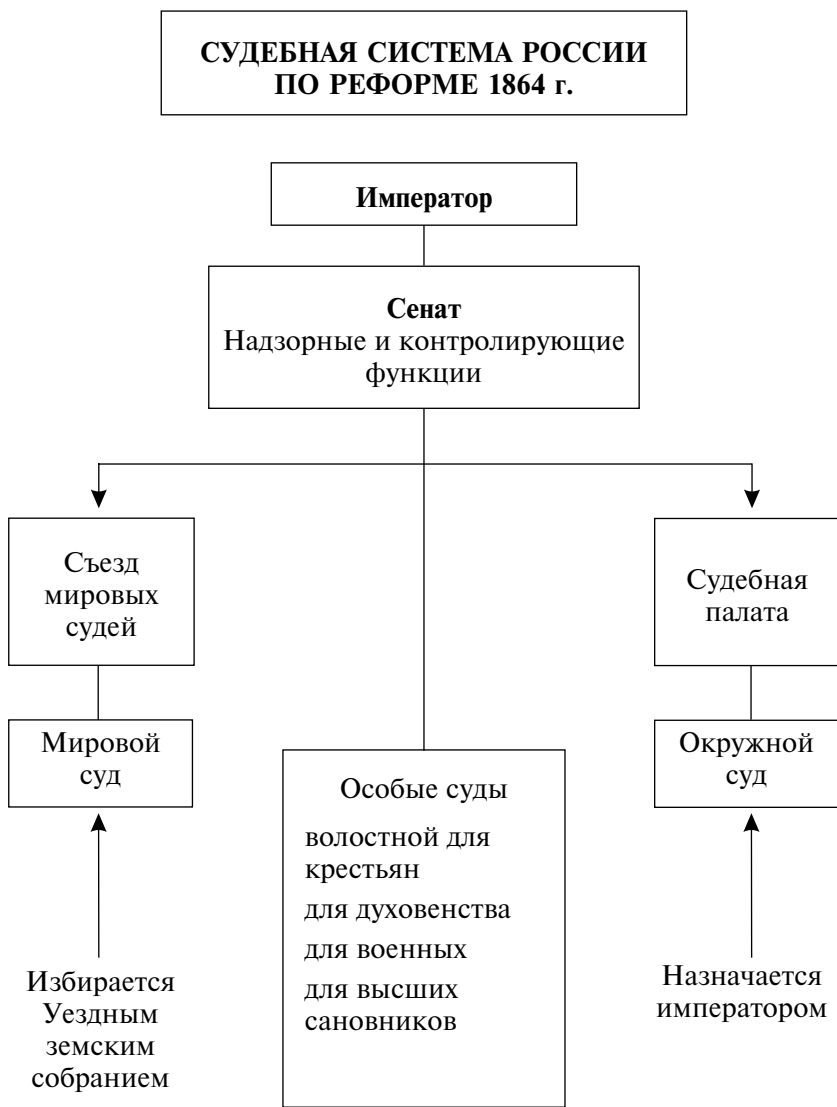 СУДЕБНАЯ СИСТЕМА РОССИИ
ПО РЕФОРМЕ 1864 г.
Император
Сенат
Надзорные и контролирующие
функции
Съезд
мировых
судей
Судебная
палата
Мировой
суд
Окружной
суд
Особые суды
волостной для
крестьян
для духовенства
для военных
для высших
сановников
Избирается
Уездным
земским
собранием
Назначается
императором